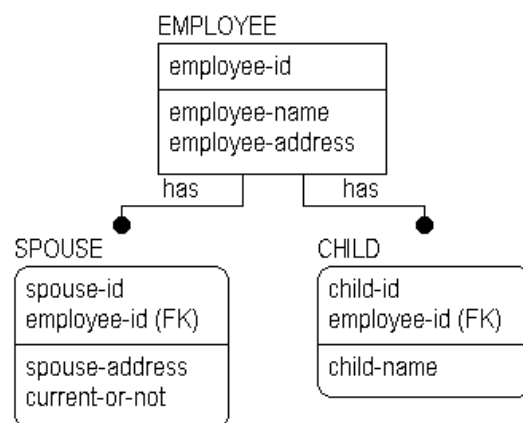 EMPLOYEE
employee-id
employee-name
employee-address
has
has
SPOUSE
spouse-id
employee-id (FK)
spouse-address
current-or-not
CHILD
child-id
employee-id (FK)
child-name